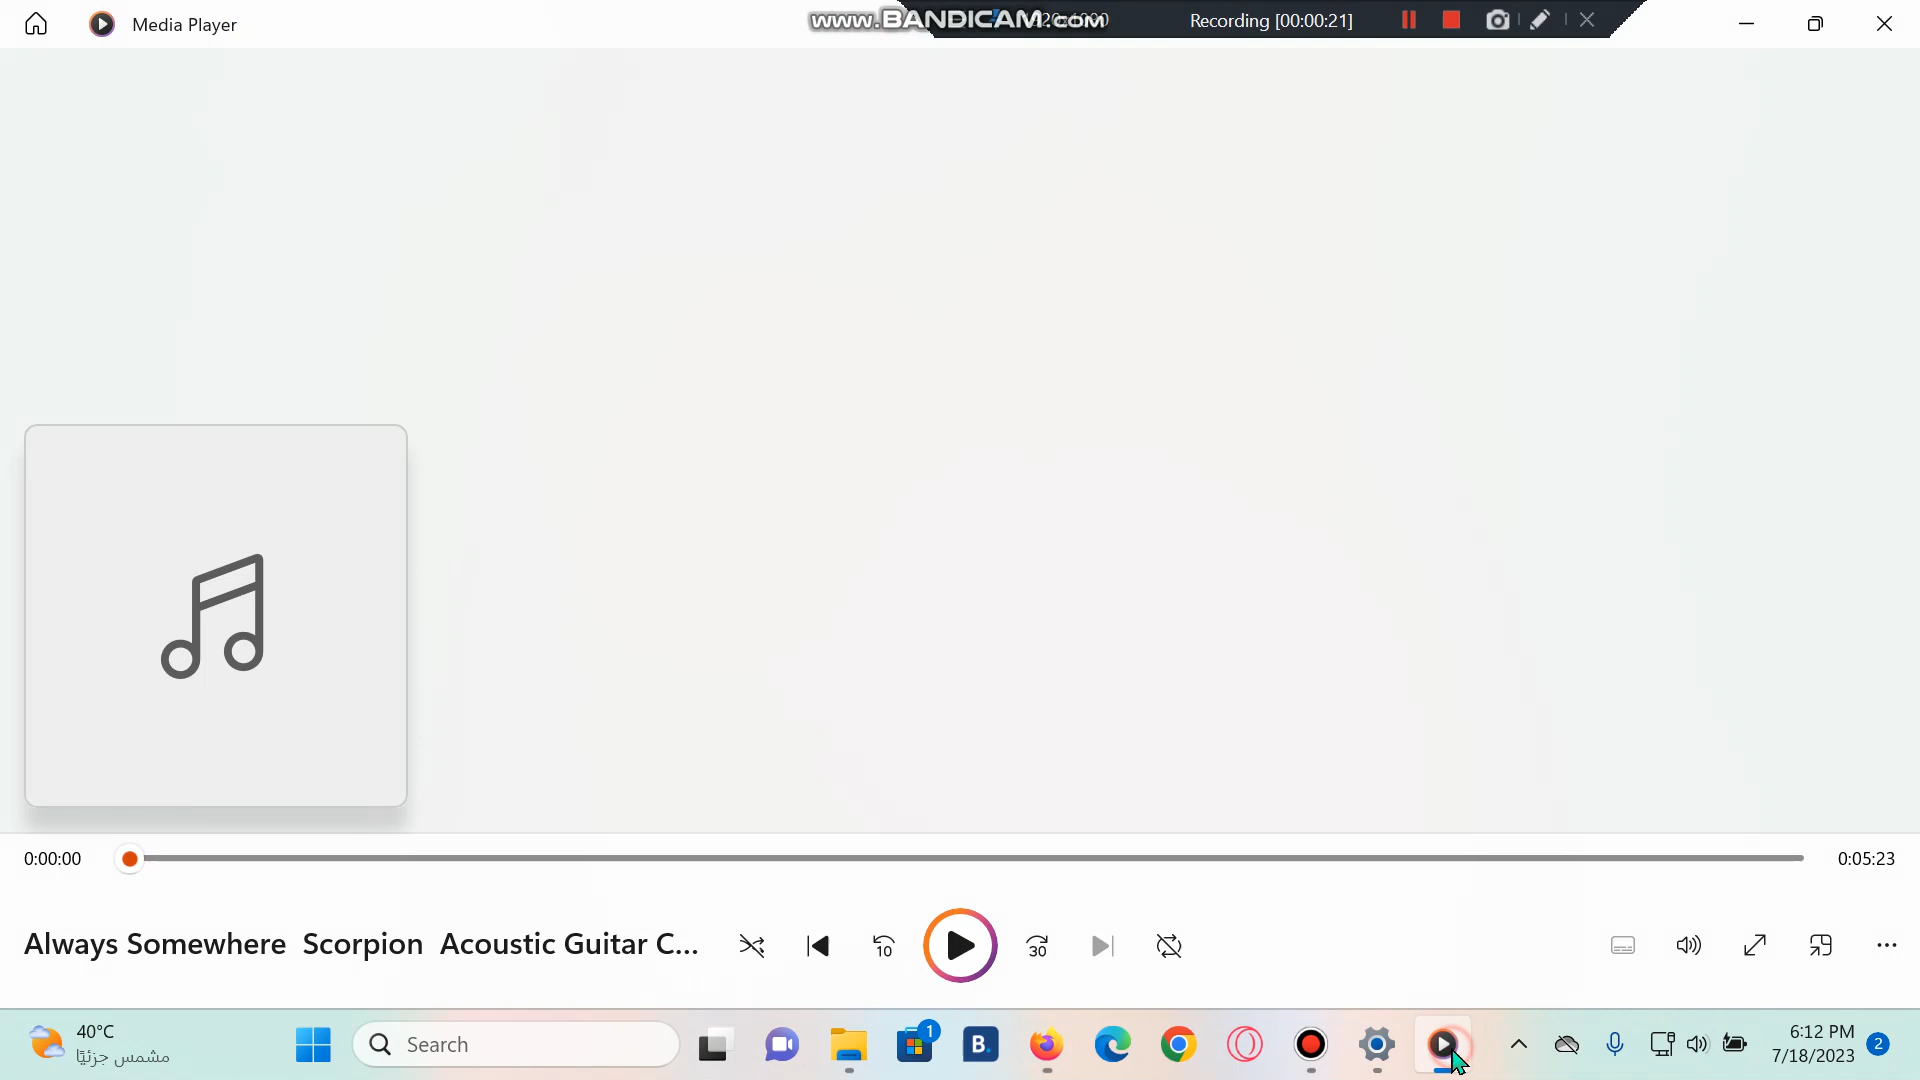 Media Player
www.BANDICAM.com
Recording [00:00:21]
0:00:00
0:05:23
Always Somewhere Scorpion Acoustic Guitar C...
10
30
40°C
مشمس جزئيًا
Search
1
B.
6:12 PM
7/18/2023
2